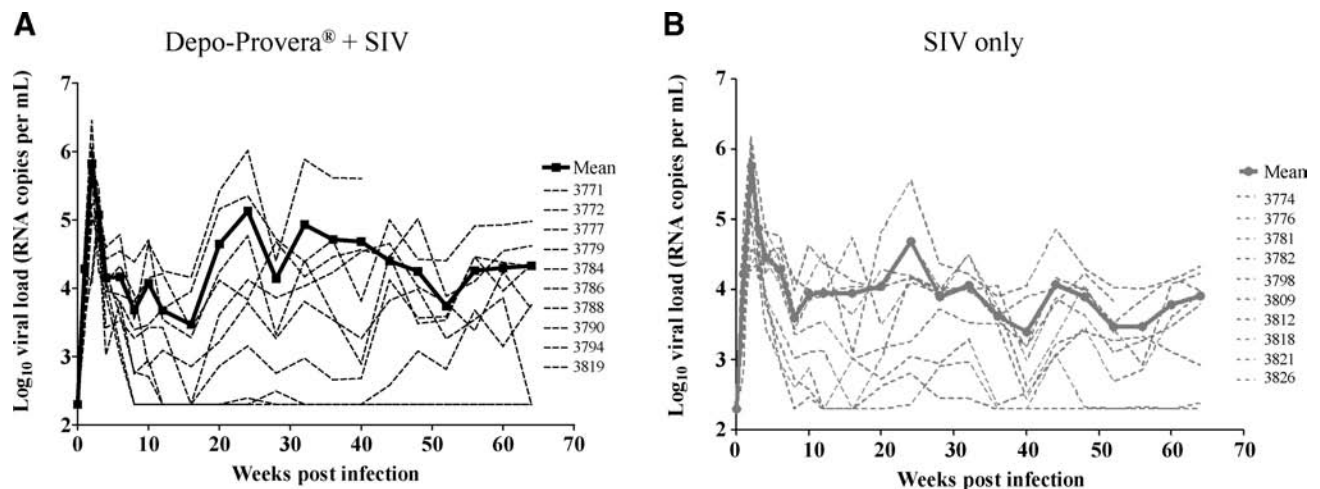 A
Depo-Provera® + SIV
Log₁₀ viral load (RNA copies per mL)
7
6
5
4
3
2
0 10 20 30 40 50 60 70
Weeks post infection
Mean
3771
3772
3777
3779
3784
3786
3788
3790
3794
3819
B
SIV only
Log₁₀ viral load (RNA copies per mL)
7
6
5
4
3
2
0 10 20 30 40 50 60 70
Weeks post infection
Mean
3774
3776
3781
3782
3798
3809
3812
3818
3821
3826